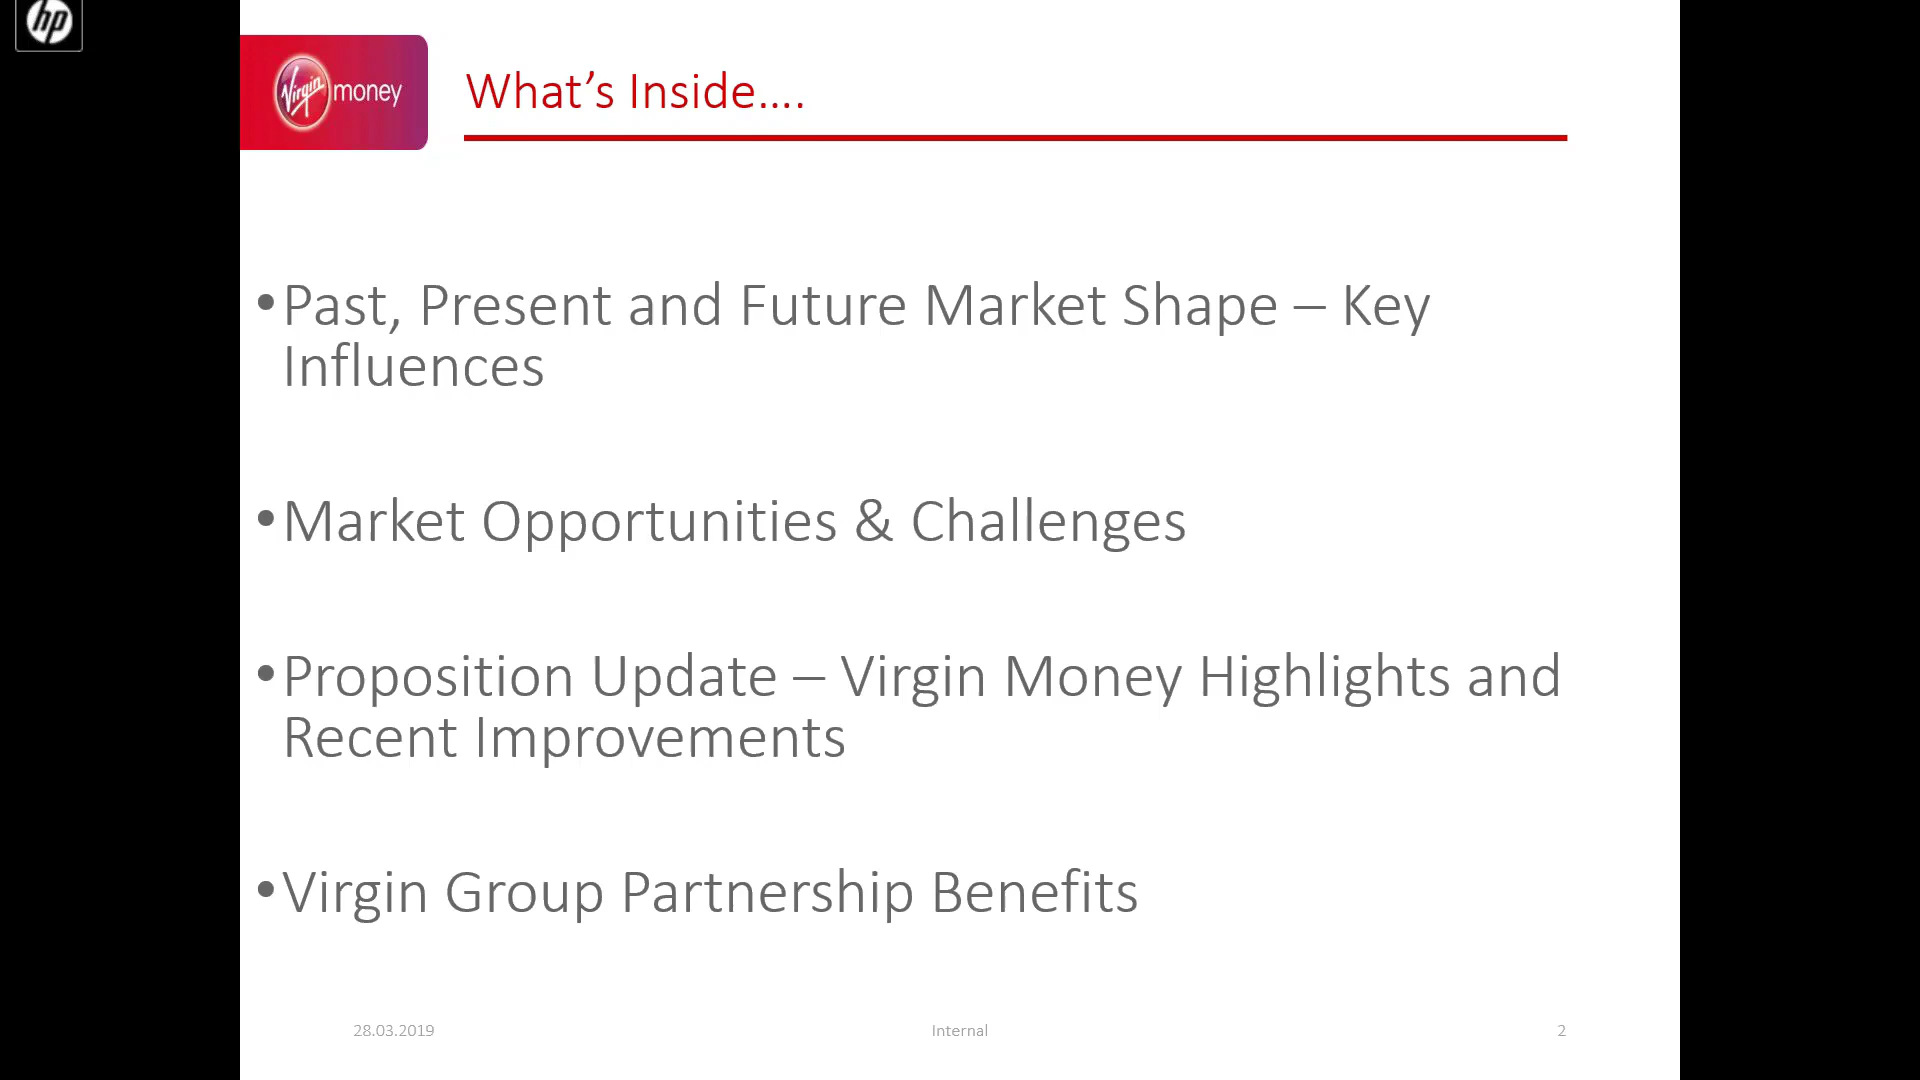 hp
Virgin money
What's Inside....
•Past, Present and Future Market Shape – Key
Influences
•Market Opportunities & Challenges
•Proposition Update – Virgin Money Highlights and
Recent Improvements
•Virgin Group Partnership Benefits
28.03.2019 Internal 2